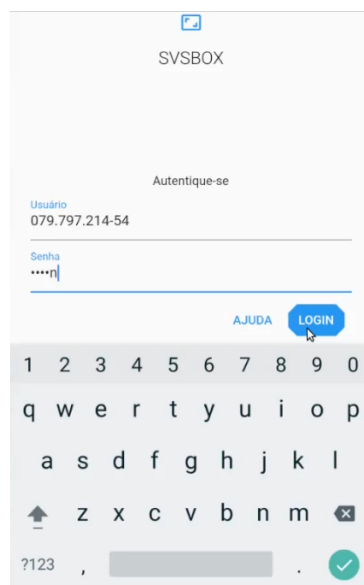 SVSBOX
Autentique-se
Usuário
079.797.214-54
Senha
••••n
AJUDA LOGIN
1 2 3 4 5 6 7 8 9 0
q w e r t y u i o p
a s d f g h j k l
z x c v b n m
?123 , .